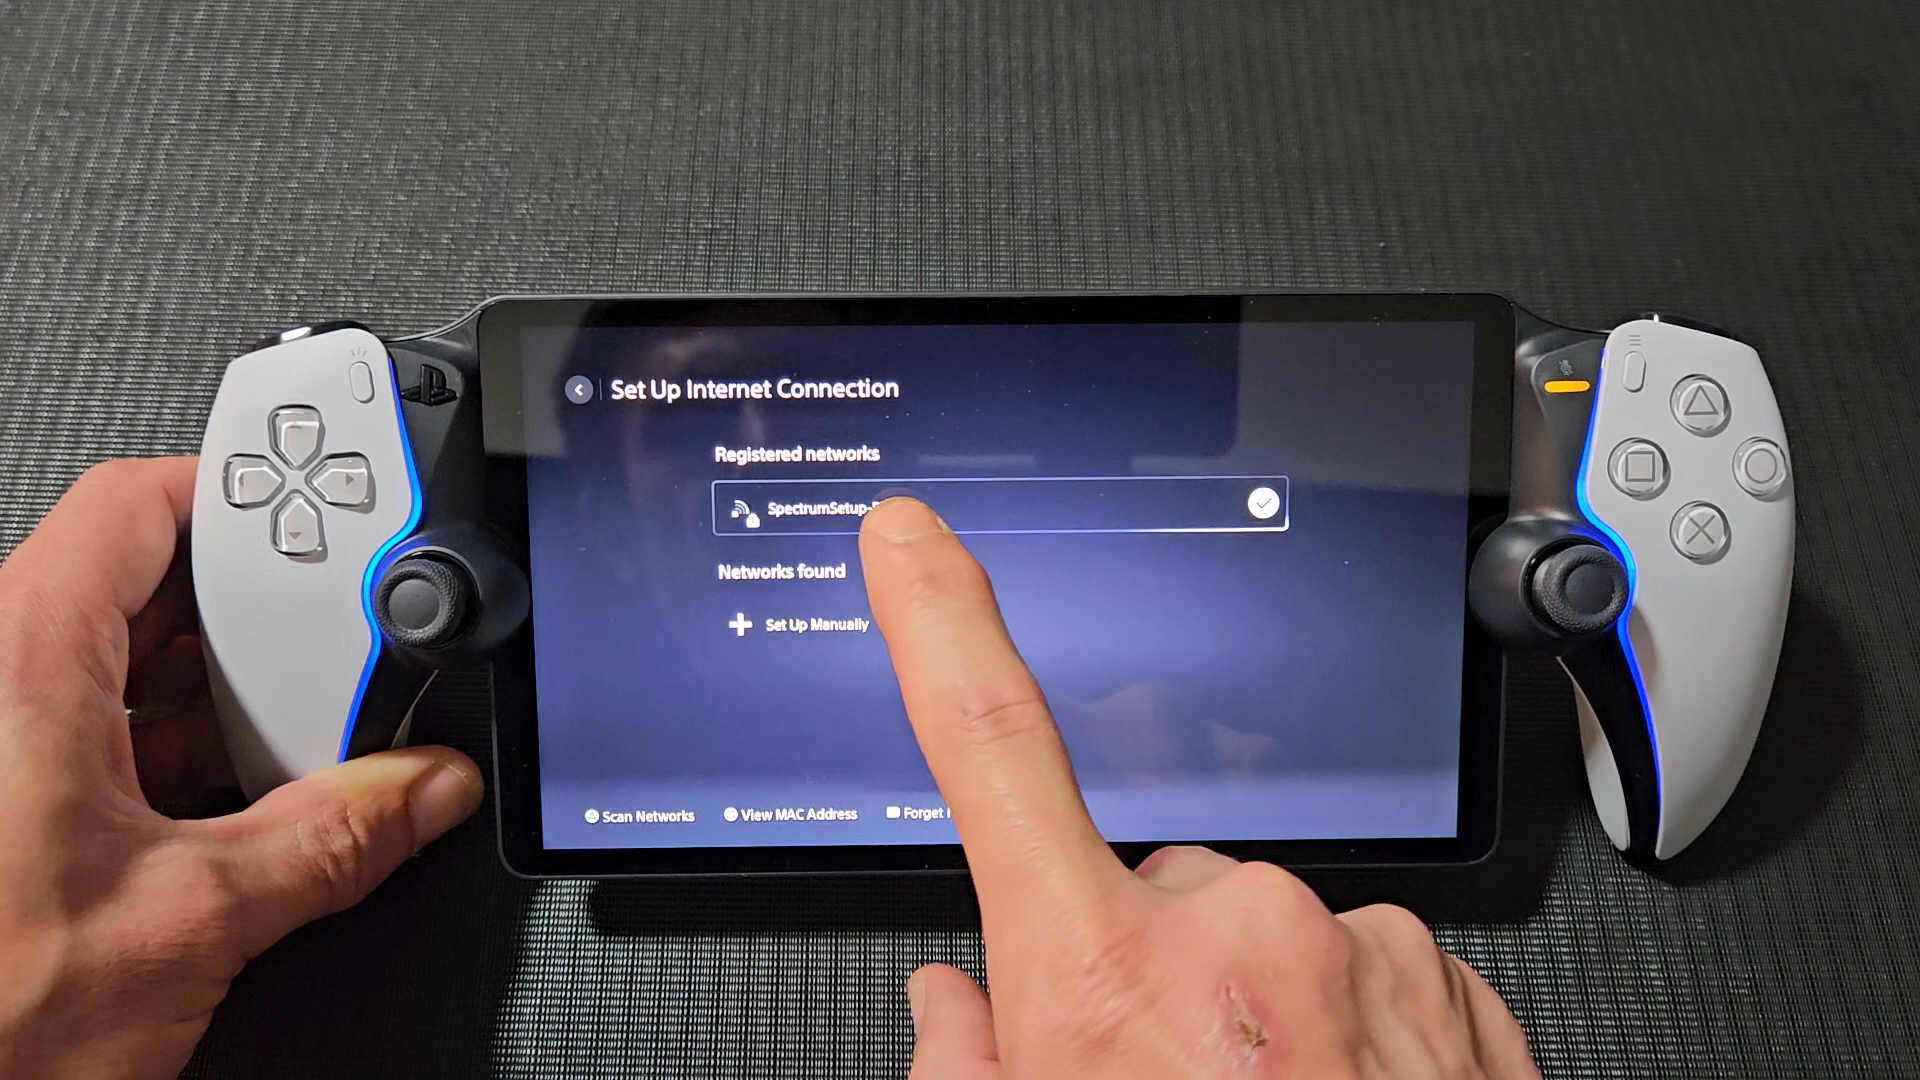 Set Up Internet Connection
Registered networks
SpectrumSetup-
Networks found
Set Up Manually
Scan Networks
View MAC Address
Forget